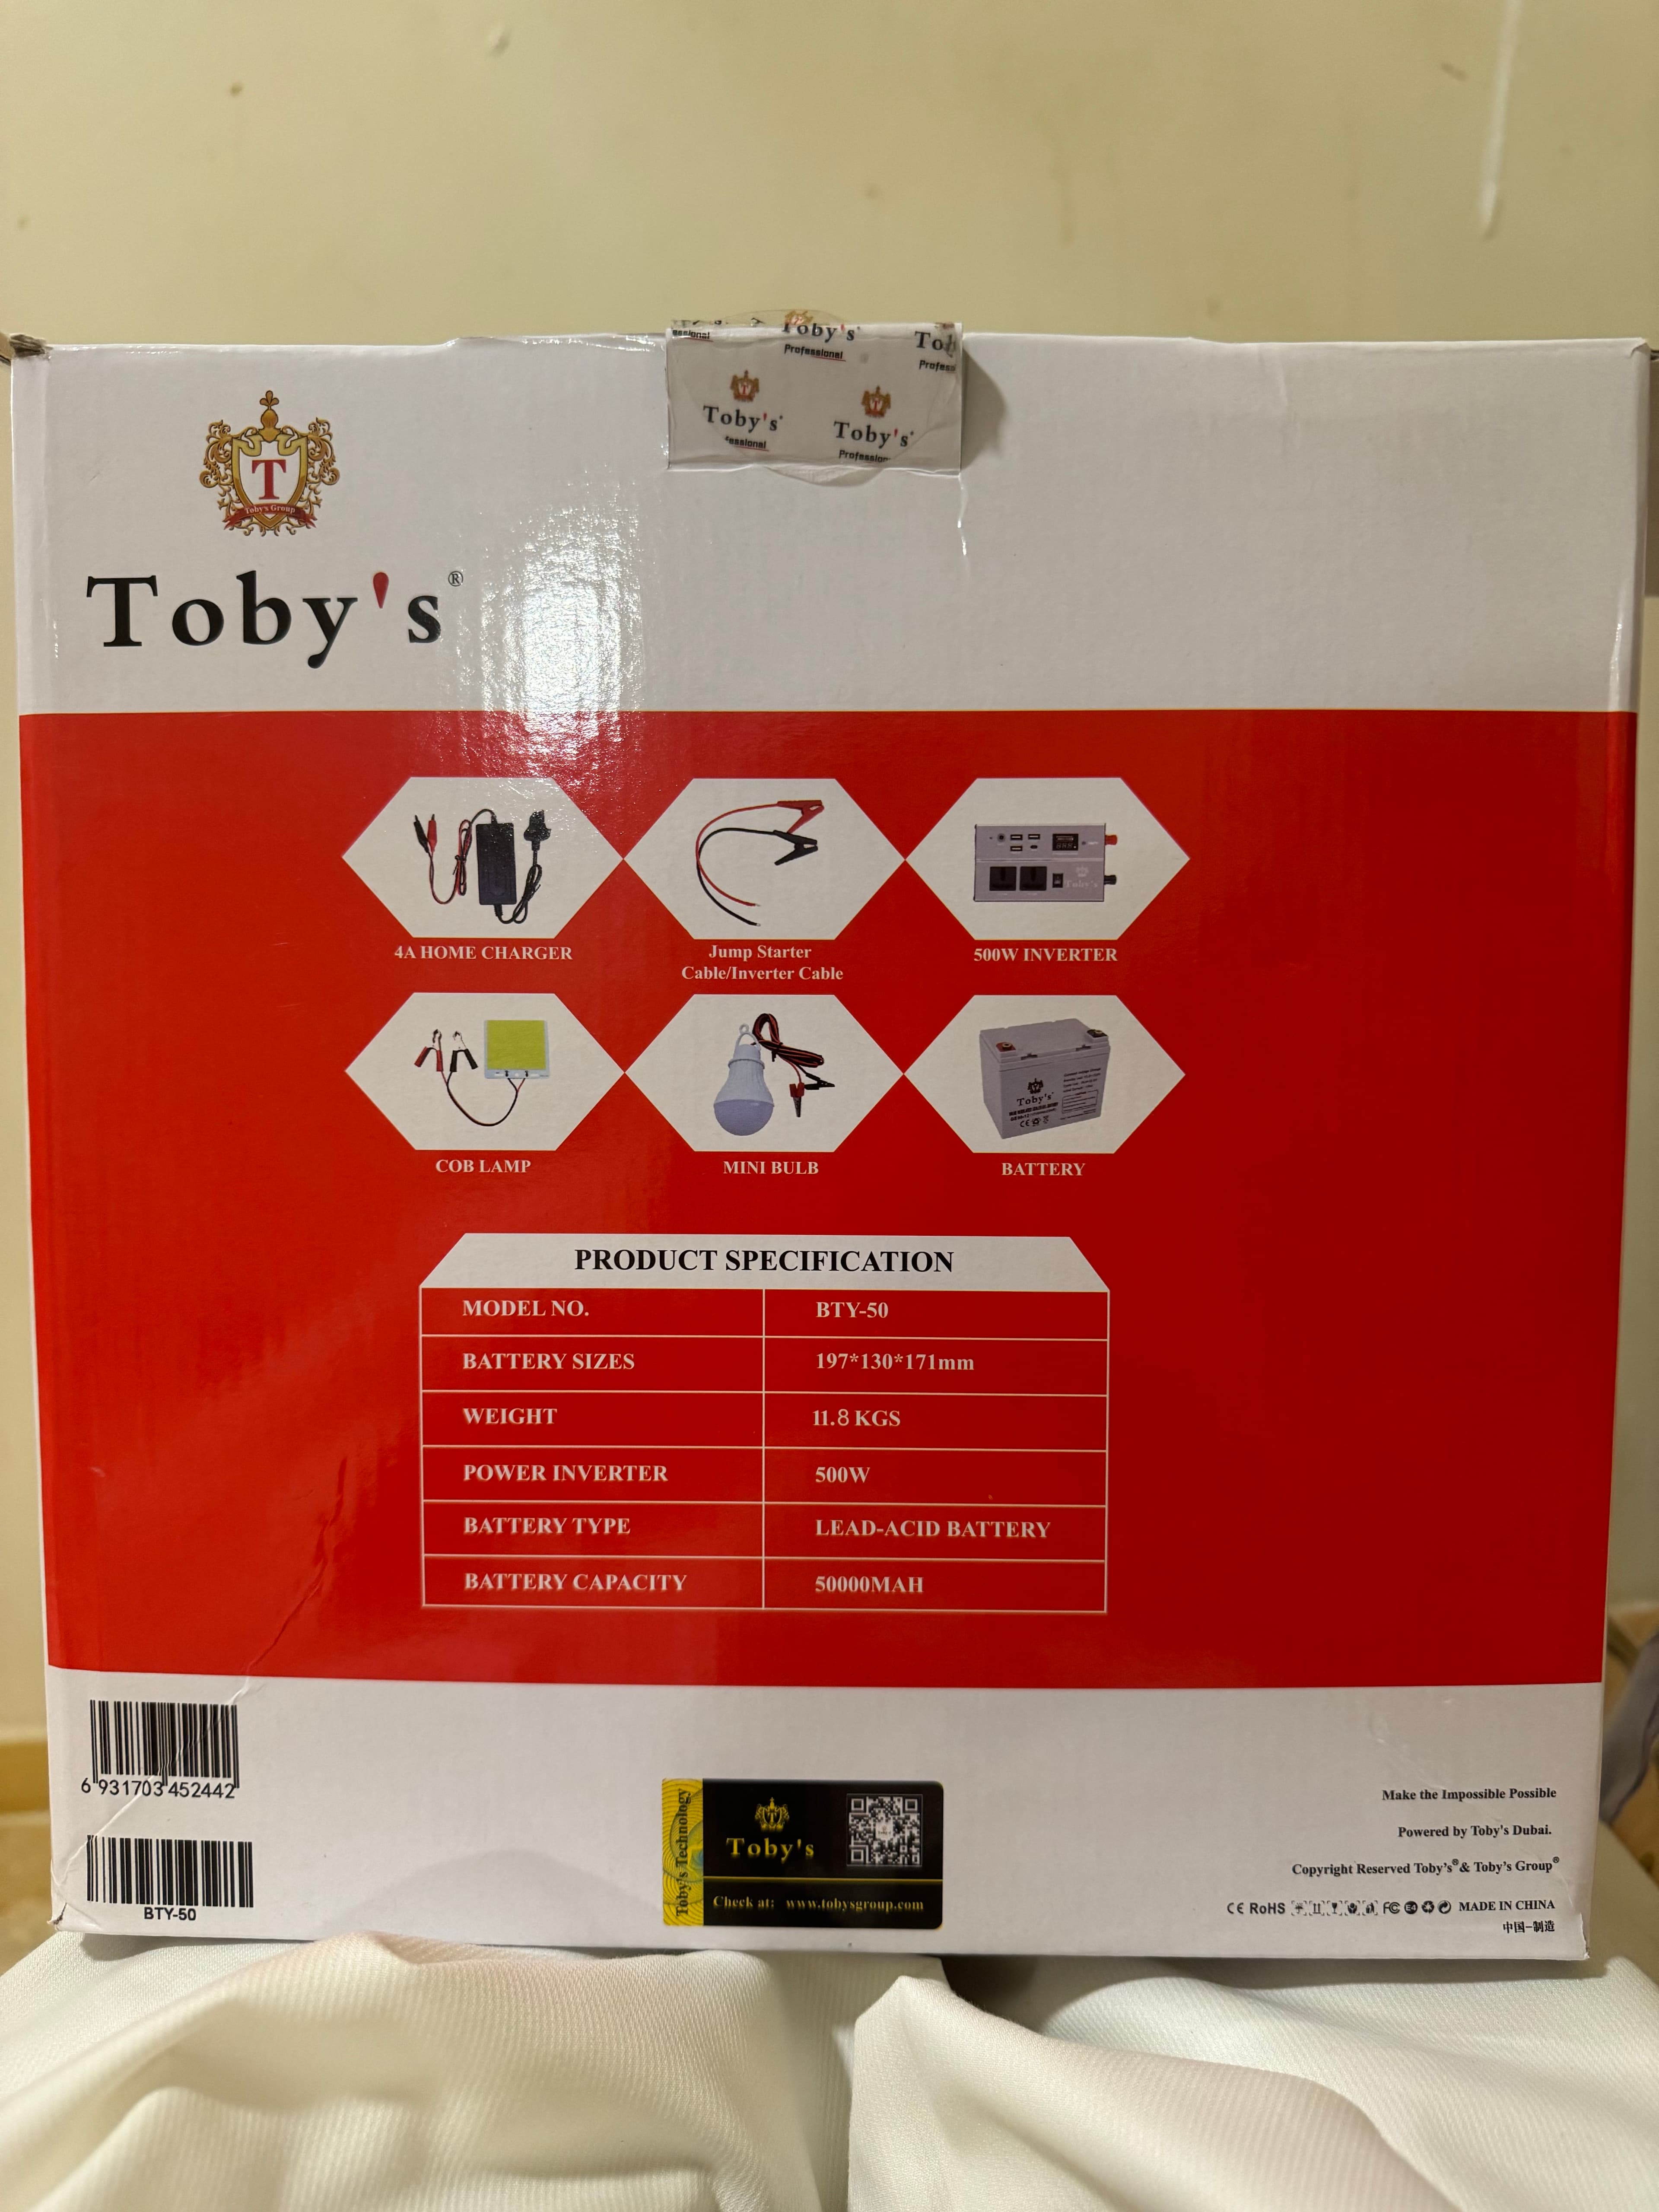 Toby's
Professional
Toby's
Toby's
Professional
T
Toby's Group
Toby's®
Toby's
4A HOME CHARGER
Jump Starter
Cable/Inverter Cable
500W INVERTER
Toby's
COB LAMP
MINI BULB
BATTERY
PRODUCT SPECIFICATION
MODEL NO. BTY-50
BATTERY SIZES 197*130*171mm
WEIGHT 11.8 KGS
POWER INVERTER 500W
BATTERY TYPE LEAD-ACID BATTERY
BATTERY CAPACITY 50000MAH
6 931703 452442
BTY-50
Toby's Technology
Toby's
Check at: www.tobysgroup.com
Make the Impossible Possible
Powered by Toby's Dubai.
Copyright Reserved Toby's® & Toby's Group®
CE RoHS FC MADE IN CHINA
中国-制造